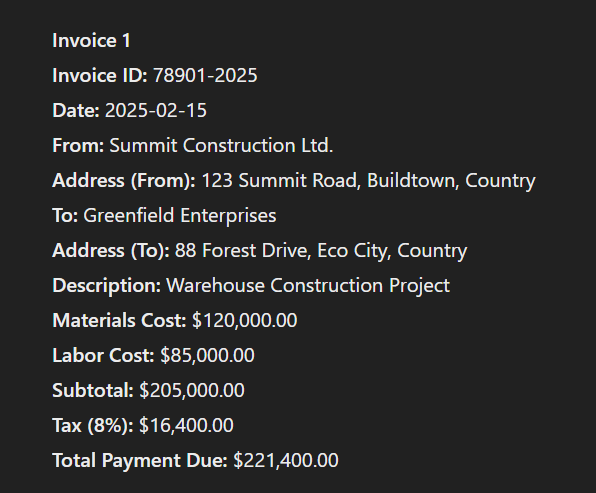 Invoice 1
Invoice ID: 78901-2025
Date: 2025-02-15
From: Summit Construction Ltd.
Address (From): 123 Summit Road, Buildtown, Country
To: Greenfield Enterprises
Address (To): 88 Forest Drive, Eco City, Country
Description: Warehouse Construction Project
Materials Cost: $120,000.00
Labor Cost: $85,000.00
Subtotal: $205,000.00
Tax (8%): $16,400.00
Total Payment Due: $221,400.00